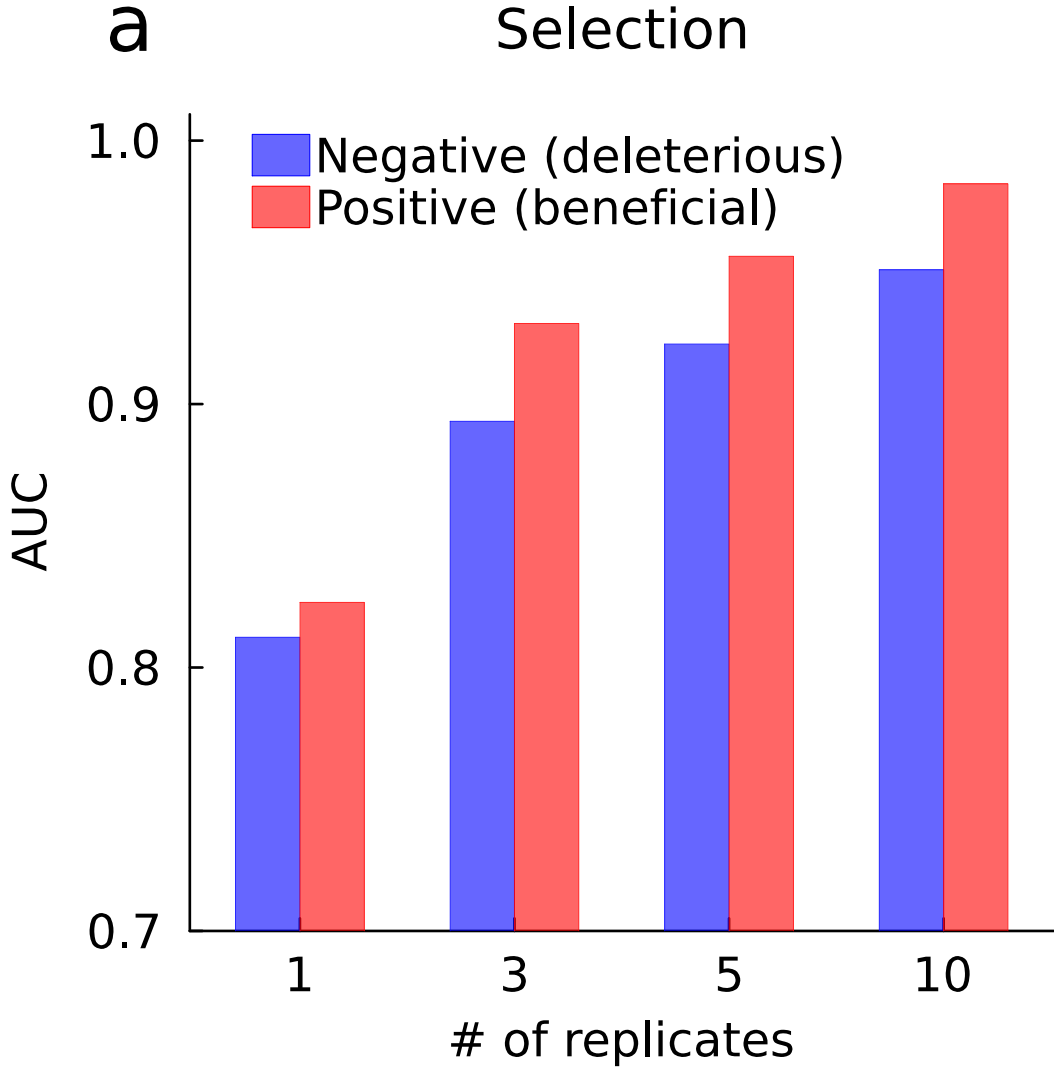 a
Selection
1.0
0.9
0.8
0.7
AUC
Negative (deleterious)
Positive (beneficial)
1
3
5
10
# of replicates